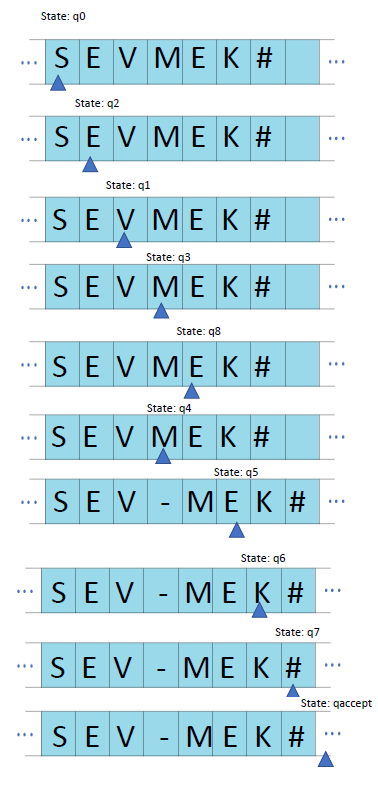 State: q0
... S E V M E K # ...
State: q2
... S E V M E K # ...
State: q1
... S E V M E K # ...
State: q3
... S E V M E K # ...
State: q8
... S E V M E K # ...
State: q4
... S E V M E K # ...
State: q5
... S E V - M E K # ...
State: q6
... S E V - M E K # ...
State: q7
... S E V - M E K # ...
State: qaccept
... S E V - M E K # ...